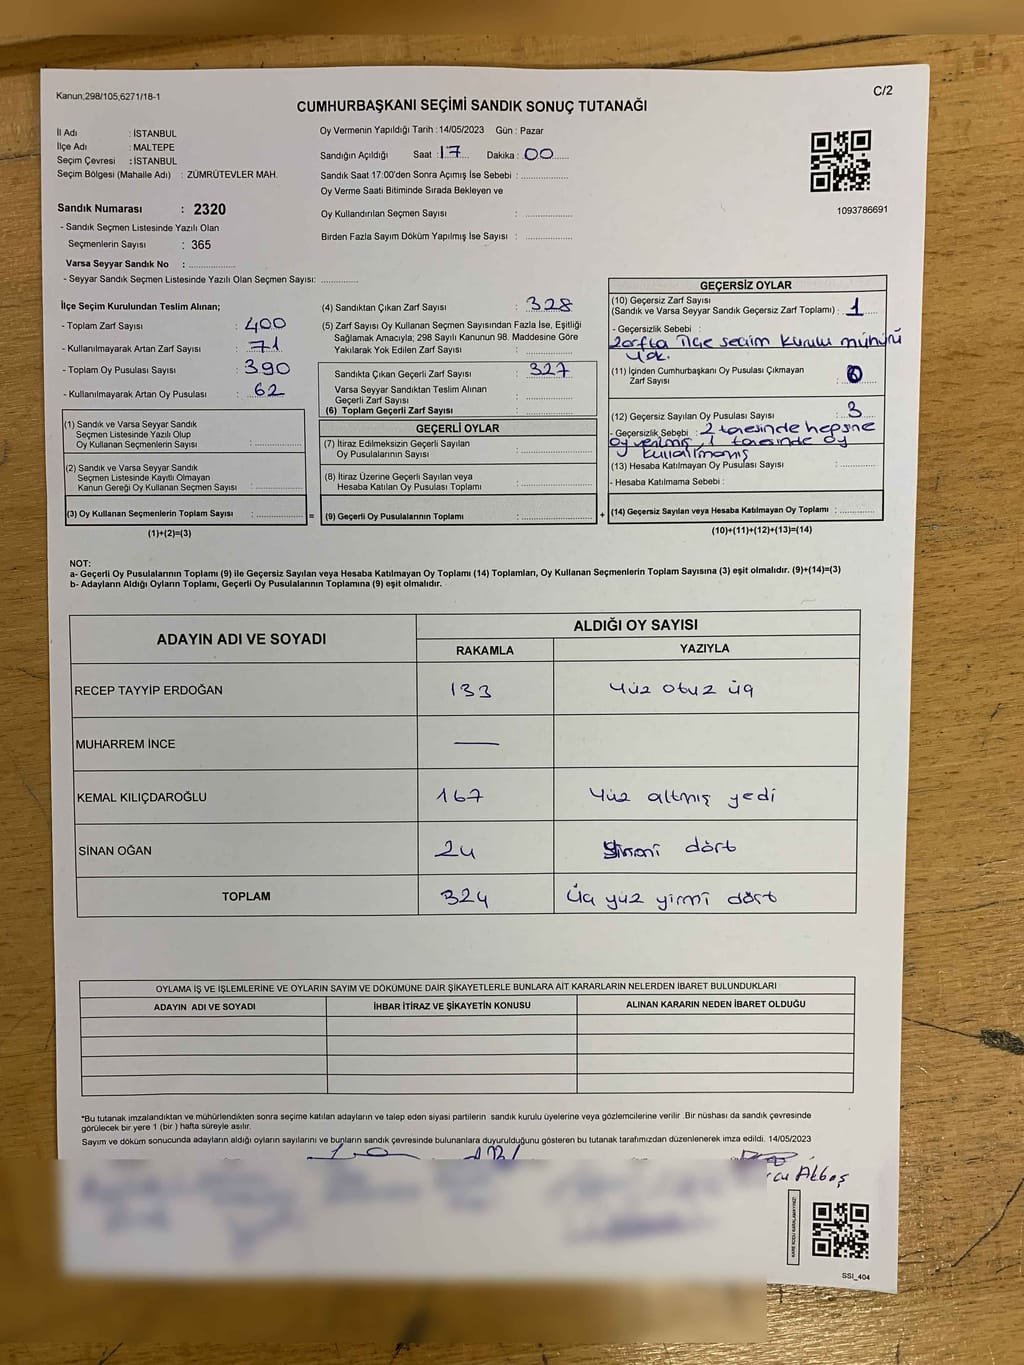 Kanun;298/105,6271/18-1
C/2
CUMHURBAŞKANI SEÇİMİ SANDIK SONUÇ TUTANAĞI
İl Adı : İSTANBUL
İlçe Adı : MALTEPE
Seçim Çevresi : İSTANBUL
Seçim Bölgesi (Mahalle Adı) : ZÜMRÜTEVLER MAH.
Sandık Numarası : 2320
- Sandık Seçmen Listesinde Yazılı Olan
Seçmenlerin Sayısı : 365
Varsa Seyyar Sandık No : ................
- Seyyar Sandık Seçmen Listesinde Yazılı Olan Seçmen Sayısı: .............
Oy Vermenin Yapıldığı Tarih : 14/05/2023 Gün : Pazar
Sandığın Açıldığı Saat : 17 Dakika : 00
Sandık Saat 17:00'den Sonra Açımış İse Sebebi : ................
Oy Verme Saati Bitiminde Sırada Bekleyen ve
Oy Kullandırılan Seçmen Sayısı : ................
Birden Fazla Sayım Döküm Yapılmış İse Sayısı : ................
1093786691
İlçe Seçim Kurulundan Teslim Alınan;
- Toplam Zarf Sayısı : 400
- Kullanılmayarak Artan Zarf Sayısı : 71
- Toplam Oy Pusulası Sayısı : 390
- Kullanılmayarak Artan Oy Pusulası : 62
(1) Sandık ve Varsa Seyyar Sandık
Seçmen Listesinde Yazılı Olup
Oy Kullanan Seçmenlerin Sayısı : ................
(2) Sandık ve Varsa Seyyar Sandık
Seçmen Listesinde Kayıtlı Olmayan
Kanun Gereği Oy Kullanan Seçmen Sayısı : ................
(3) Oy Kullanan Seçmenlerin Toplam Sayısı : ................
(1)+(2)=(3)
=
(4) Sandıktan Çıkan Zarf Sayısı : 328
(5) Zarf Sayısı Oy Kullanan Seçmen Sayısından Fazla İse, Eşitliği
Sağlamak Amacıyla; 298 Sayılı Kanunun 98. Maddesine Göre
Yakılarak Yok Edilen Zarf Sayısı : ................
Sandıkta Çıkan Geçerli Zarf Sayısı : 327
Varsa Seyyar Sandıktan Teslim Alınan
Geçerli Zarf Sayısı : ................
(6) Toplam Geçerli Zarf Sayısı : ................
GEÇERLİ OYLAR
(7) İtiraz Edilmeksizin Geçerli Sayılan
Oy Pusulalarının Sayısı : ................
(8) İtiraz Üzerine Geçerli Sayılan veya
Hesaba Katılan Oy Pusulası Toplamı : ................
(9) Geçerli Oy Pusulalarının Toplamı : ................
+
GEÇERSİZ OYLAR
(10) Geçersiz Zarf Sayısı
(Sandık ve Varsa Seyyar Sandık Geçersiz Zarf Toplamı) : 1
- Geçersizlik Sebebi :
Zarfta ilçe seçim kurulu mührü
yok.
(11) İçinden Cumhurbaşkanı Oy Pusulası Çıkmayan
Zarf Sayısı : 0
(12) Geçersiz Sayılan Oy Pusulası Sayısı : 3
- Geçersizlik Sebebi : 2 tanesinde hepsine
oy verilmiş, 1 tanesinde oy
kullanılmamış
(13) Hesaba Katılmayan Oy Pusulası Sayısı : ................
- Hesaba Katılmama Sebebi :
(14) Geçersiz Sayılan veya Hesaba Katılmayan Oy Toplamı : ................
(10)+(11)+(12)+(13)=(14)
NOT:
a- Geçerli Oy Pusulalarının Toplamı (9) ile Geçersiz Sayılan veya Hesaba Katılmayan Oy Toplamı (14) Toplamları, Oy Kullanan Seçmenlerin Toplam Sayısına (3) eşit olmalıdır. (9)+(14)=(3)
b- Adayların Aldığı Oyların Toplamı, Geçerli Oy Pusulalarının Toplamına (9) eşit olmalıdır.
ADAYIN ADI VE SOYADI ALDIĞI OY SAYISI
RAKAMLA YAZIYLA
RECEP TAYYİP ERDOĞAN 133 Yüz otuz üç
MUHARREM İNCE —
KEMAL KILIÇDAROĞLU 167 Yüz altmış yedi
SİNAN OĞAN 24 Yirmi dört
TOPLAM 324 Üç yüz yirmi dört
OYLAMA İŞ VE İŞLEMLERİNE VE OYLARIN SAYIM VE DÖKÜMÜNE DAİR ŞİKAYETLERLE BUNLARA AİT KARARLARIN NELERDEN İBARET BULUNDUKLARI
ADAYIN ADI VE SOYADI İHBAR İTİRAZ VE ŞİKAYETİN KONUSU ALINAN KARARIN NEDEN İBARET OLDUĞU
"Bu tutanak imzalandıktan ve mühürlendikten sonra seçime katılan adayların ve talep eden siyasi partilerin sandık kurulu üyelerine veya gözlemcilerine verilir .Bir nüshası da sandık çevresinde
görülecek bir yere 1 (bir ) hafta süreyle asılır.
Sayım ve döküm sonucunda adayların aldığı oyların sayılarını ve bunların sandık çevresinde bulunanlara duyurulduğunu gösteren bu tutanak tarafımızdan düzenlenerek imza edildi. 14/05/2023
Akbaş
KARE KODU KARALAMAYINIZ!
SSI_404